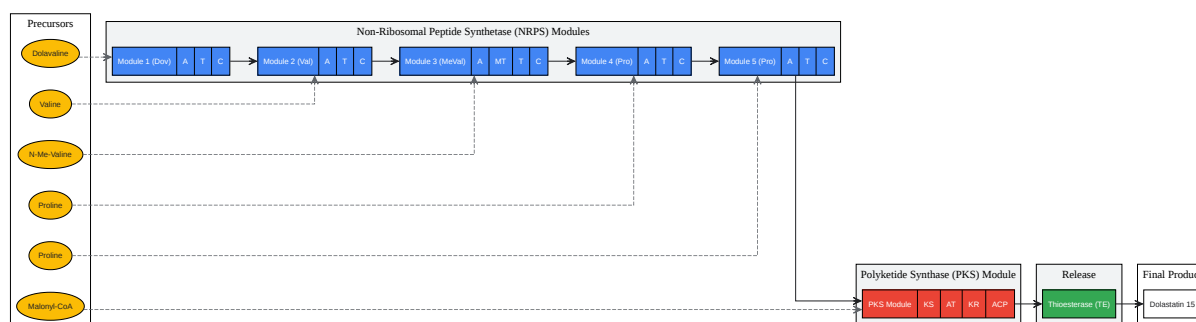 Precursors
Dolavaline
Valine
N-Me-Valine
Proline
Proline
Malonyl-CoA
Non-Ribosomal Peptide Synthetase (NRPS) Modules
Module 1 (Dov) A T C
Module 2 (Val) A T C
Module 3 (MeVal) A MT T C
Module 4 (Pro) A T C
Module 5 (Pro) A T C
Polyketide Synthase (PKS) Module
PKS Module KS AT KR ACP
Release
Thioesterase (TE)
Final Produc
Dolastatin 15